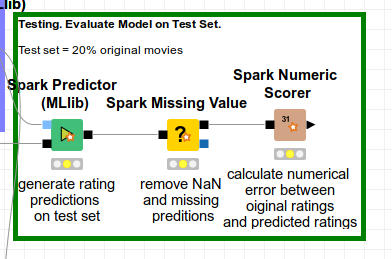 Llib)
Testing. Evaluate Model on Test Set.
Test set = 20% original movies
Spark Predictor
(MLlib)
Spark Missing Value
Spark Numeric
Scorer
?
31
generate rating
predictions
on test set
remove NaN
and missing
preditions
calculate numerical
error between
oiginal ratings
and predicted ratings